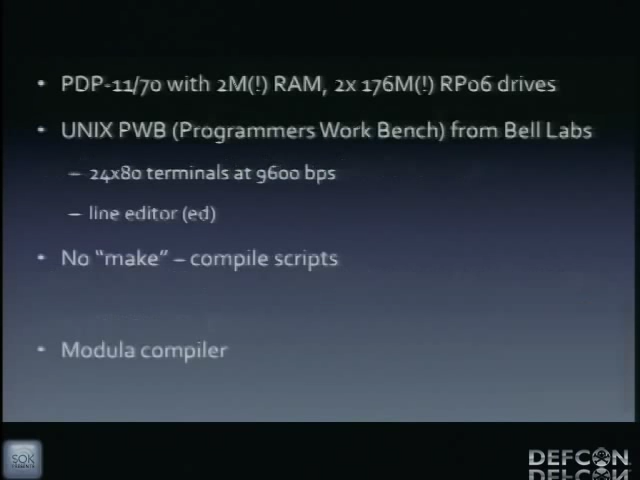 • PDP-11/70 with 2M(!) RAM, 2x 176M(!) RP06 drives
• UNIX PWB (Programmers Work Bench) from Bell Labs
– 24x80 terminals at 9600 bps
– line editor (ed)
• No “make” – compile scripts
• Modula compiler
SOK
DEFCON